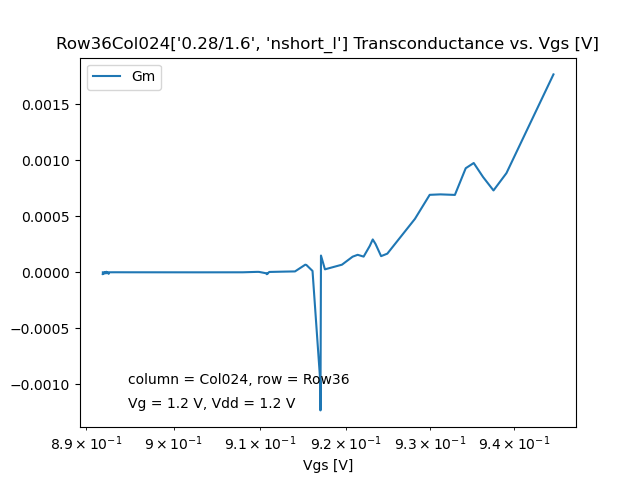 Row36Col024['0.28/1.6', 'nshort_l'] Transconductance vs. Vgs [V]
Gm
0.0015
0.0010
0.0005
0.0000
−0.0005
−0.0010
column = Col024, row = Row36
Vg = 1.2 V, Vdd = 1.2 V
8.9 × 10⁻¹ 9 × 10⁻¹ 9.1 × 10⁻¹ 9.2 × 10⁻¹ 9.3 × 10⁻¹ 9.4 × 10⁻¹
Vgs [V]